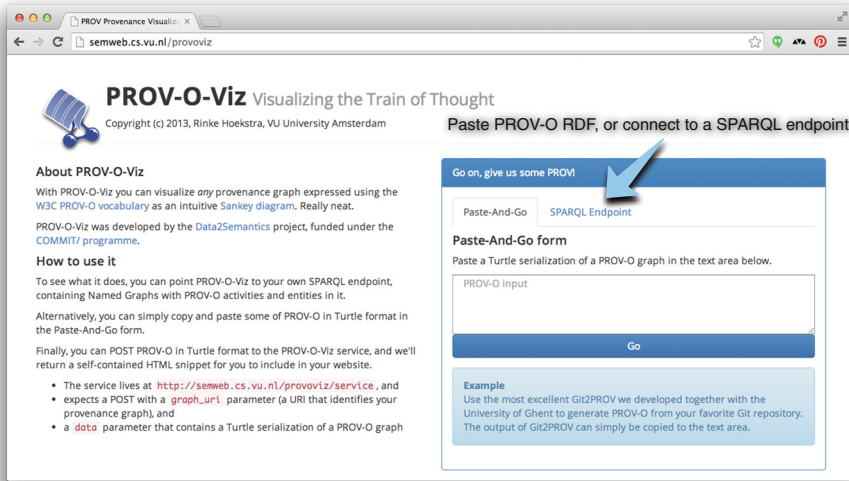 PROV Provenance Visualiz
semweb.cs.vu.nl/provoviz
PROV-O-Viz Visualizing the Train of Thought
Copyright (c) 2013, Rinke Hoekstra, VU University Amsterdam
Paste PROV-O RDF, or connect to a SPARQL endpoint
About PROV-O-Viz
With PROV-O-Viz you can visualize any provenance graph expressed using the
W3C PROV-O vocabulary as an intuitive Sankey diagram. Really neat.
PROV-O-Viz was developed by the Data2Semantics project, funded under the
COMMIT/ programme.
How to use it
To see what it does, you can point PROV-O-Viz to your own SPARQL endpoint,
containing Named Graphs with PROV-O activities and entities in it.
Alternatively, you can simply copy and paste some of PROV-O in Turtle format in
the Paste-And-Go form.
Finally, you can POST PROV-O in Turtle format to the PROV-O-Viz service, and we'll
return a self-contained HTML snippet for you to include in your website.
• The service lives at http://semweb.cs.vu.nl/provoviz/service , and
• expects a POST with a graph_uri parameter (a URI that identifies your
provenance graph), and
• a data parameter that contains a Turtle serialization of a PROV-O graph
Go on, give us some PROV!
Paste-And-Go SPARQL Endpoint
Paste-And-Go form
Paste a Turtle serialization of a PROV-O graph in the text area below.
PROV-O input
Go
Example
Use the most excellent Git2PROV we developed together with the
University of Ghent to generate PROV-O from your favorite Git repository.
The output of Git2PROV can simply be copied to the text area.